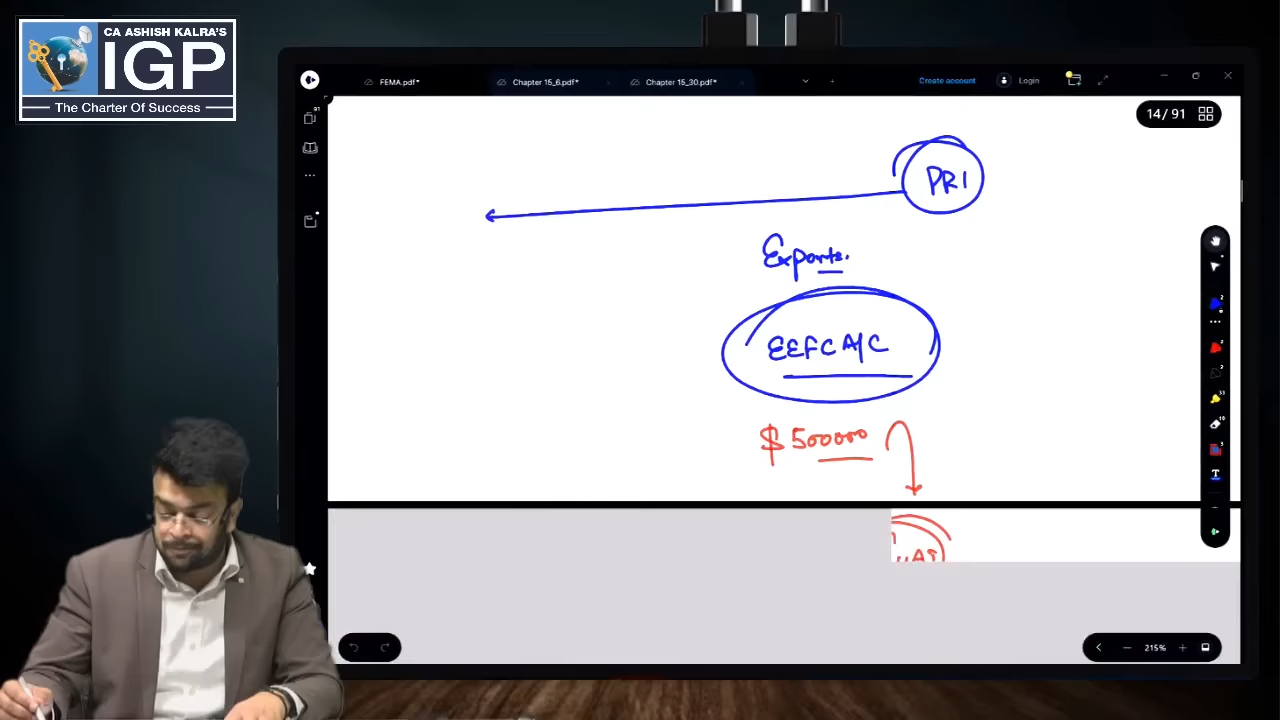 CA ASHISH KALRA'S
IGP
The Charter Of Success
FEMA.pdf*
Chapter 15_6.pdf*
Chapter 15_30.pdf*
Create account
Login
91
14/91
PRI
Exports.
EEFC A/C
$ 500000
215%